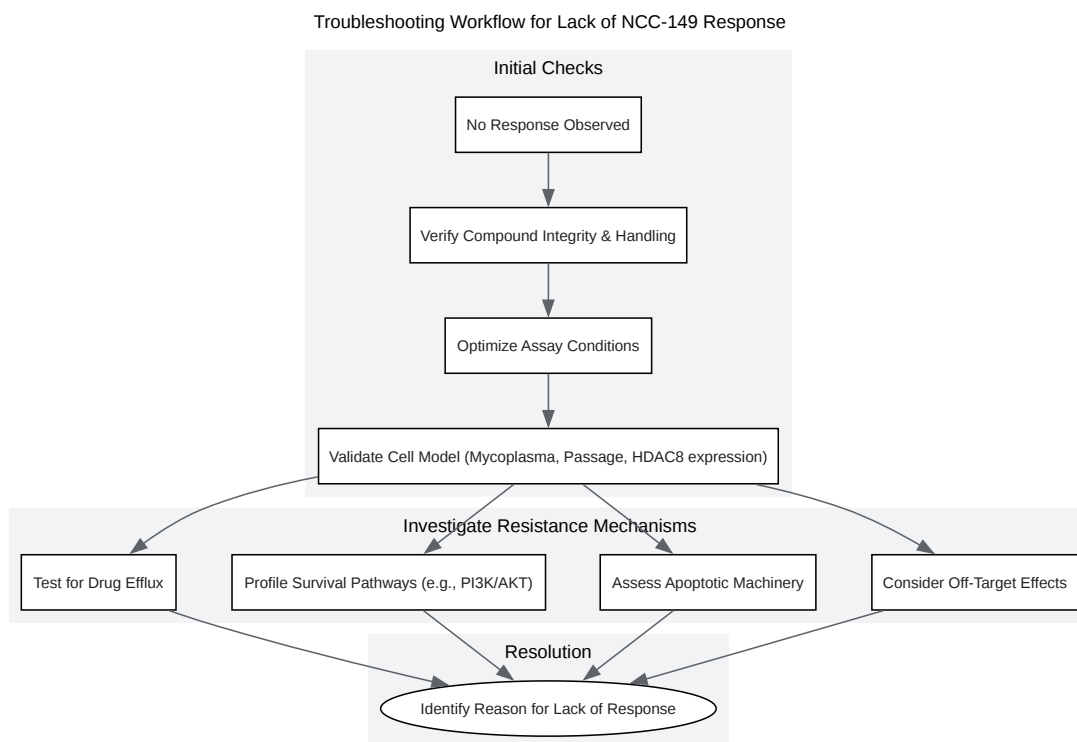 Troubleshooting Workflow for Lack of NCC-149 Response
Initial Checks
No Response Observed
Verify Compound Integrity & Handling
Optimize Assay Conditions
Validate Cell Model (Mycoplasma, Passage, HDAC8 expression)
Investigate Resistance Mechanisms
Test for Drug Efflux
Profile Survival Pathways (e.g., PI3K/AKT)
Assess Apoptotic Machinery
Consider Off-Target Effects
Resolution
Identify Reason for Lack of Response